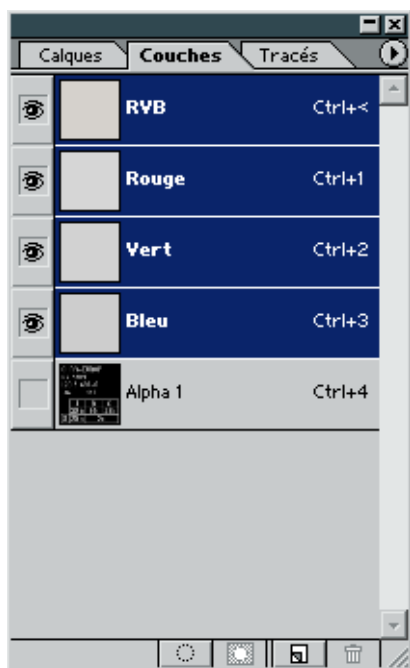 Calques Couches Tracés
RVB Ctrl+<
Rouge Ctrl+1
Vert Ctrl+2
Bleu Ctrl+3
Alpha 1 Ctrl+4